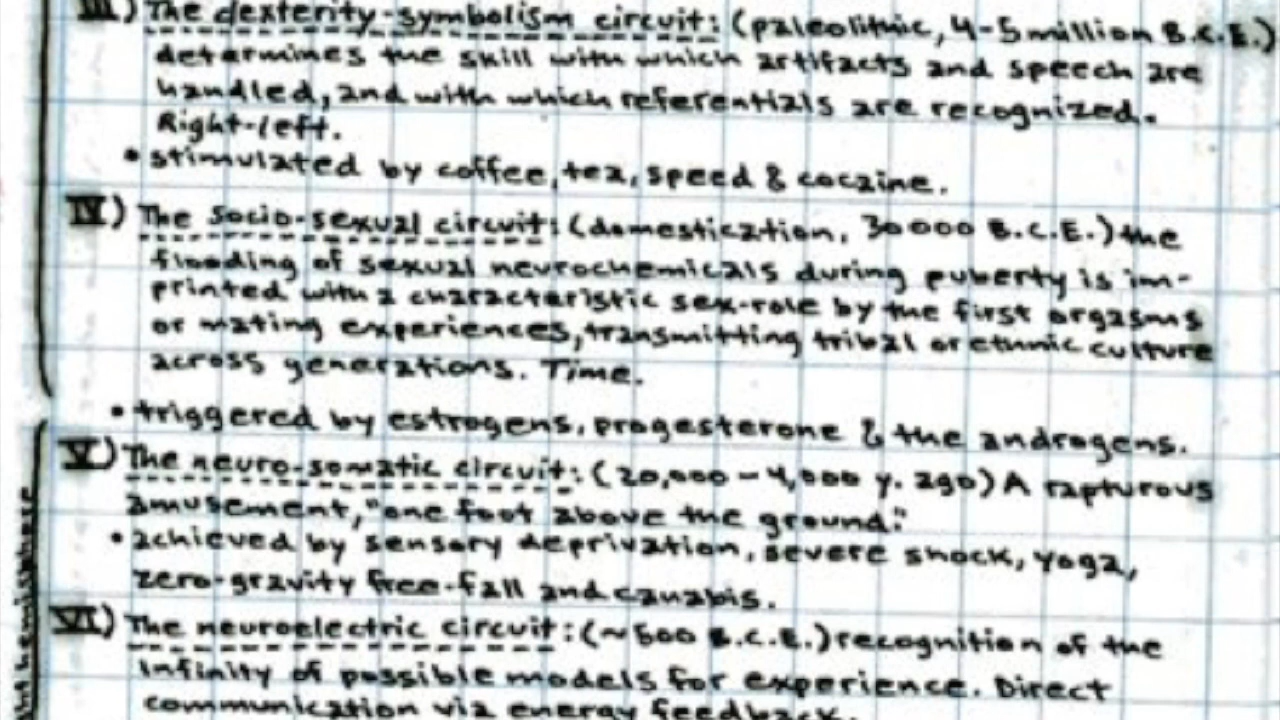 III) The dexterity-symbolism circuit: (paleolithic, 4-5 million B.C.E.)
determines the skill with which artifacts and speech are
handled, and with which referentials are recognized.
Right-left.
• stimulated by coffee, tea, speed & cocaine.
IV) The socio-sexual circuit: (domestication, 30000 B.C.E.) the
flooding of sexual neurochemicals during puberty is im-
printed with a characteristic sex-role by the first orgasms
or mating experiences, transmitting tribal or ethnic culture
across generations. Time.
• triggered by estrogens, progesterone & the androgens.
V) The neuro-somatic circuit: (20,000 - 4,000 y. ago) A rapturous
amusement, "one foot above the ground."
• achieved by sensory deprivation, severe shock, yoga,
zero-gravity free-fall and canabis.
VI) The neuroelectric circuit: (~500 B.C.E.) recognition of the
infinity of possible models for experience. Direct
communication via energy feedback.
hemisphere